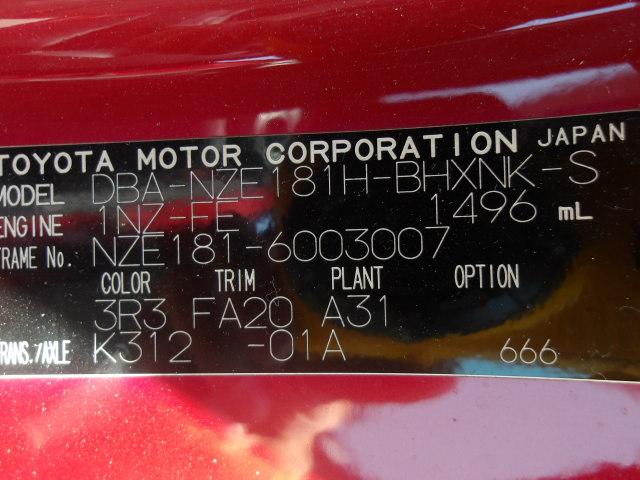 TOYOTA MOTOR CORPORATION JAPAN
MODEL DBA-NZE181H-BHXNK-S
ENGINE 1NZ-FE 1496 mL
FRAME No. NZE181-6003007
COLOR TRIM PLANT OPTION
3R3 FA20 A31
TRANS./AXLE K312 -01A 666